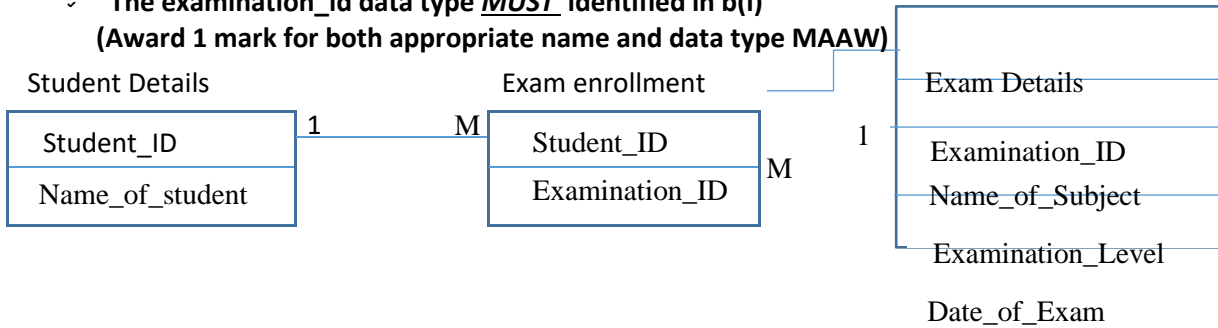 The examination_id data type MUST identified in b(i)
(Award 1 mark for both appropriate name and data type MAAW)
Student Details
Exam enrollment
Exam Details
Student_ID
1
M
Student_ID
1
Examination_ID
Name_of_student
Examination_ID
M
Name_of_Subject
Examination_Level
Date_of_Exam